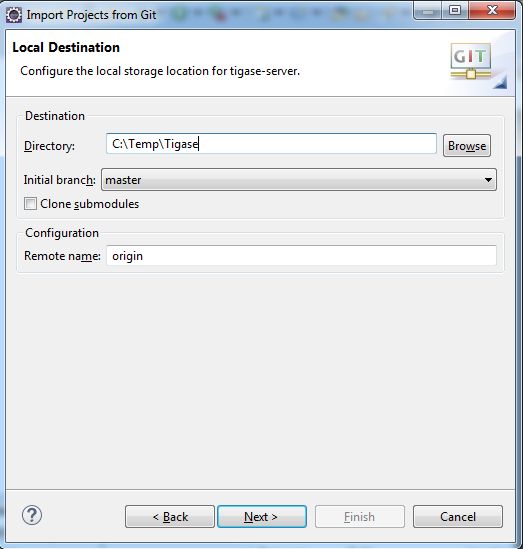 Import Projects from Git
Local Destination
Configure the local storage location for tigase-server.
GIT
Destination
Directory: C:\Temp\Tigase Browse
Initial branch: master
Clone submodules
Configuration
Remote name: origin
? < Back Next > Finish Cancel